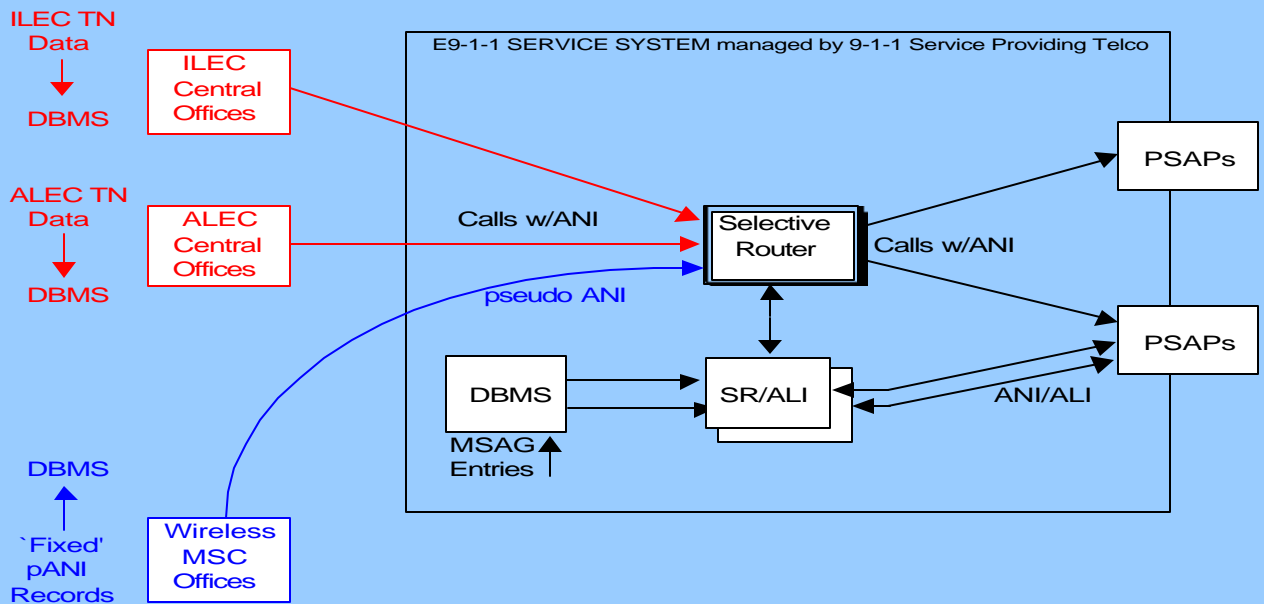 ILEC TN
Data
DBMS
ILEC
Central
Offices
E9-1-1 SERVICE SYSTEM managed by 9-1-1 Service Providing Telco
PSAPs
ALEC TN
Data
DBMS
ALEC
Central
Offices
Calls w/ANI
Selective
Router
Calls w/ANI
pseudo ANI
PSAPs
DBMS
SR/ALI
ANI/ALI
MSAG
Entries
DBMS
`Fixed'
pANI
Records
Wireless
MSC
Offices